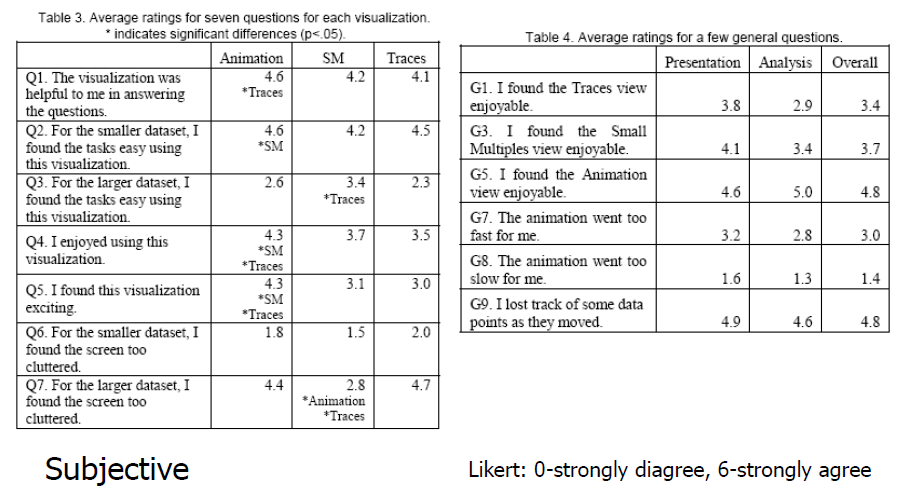 Table 3. Average ratings for seven questions for each visualization.
* indicates significant differences (p<.05).
Animation SM Traces
Q1. The visualization was helpful to me in answering the questions. 4.6 *Traces 4.2 4.1
Q2. For the smaller dataset, I found the tasks easy using this visualization. 4.6 *SM 4.2 4.5
Q3. For the larger dataset, I found the tasks easy using this visualization. 2.6 3.4 *Traces 2.3
Q4. I enjoyed using this visualization. 4.3 *SM *Traces 3.7 3.5
Q5. I found this visualization exciting. 4.3 *SM *Traces 3.1 3.0
Q6. For the smaller dataset, I found the screen too cluttered. 1.8 1.5 2.0
Q7. For the larger dataset, I found the screen too cluttered. 4.4 2.8 *Animation *Traces 4.7
Table 4. Average ratings for a few general questions.
Presentation Analysis Overall
G1. I found the Traces view enjoyable. 3.8 2.9 3.4
G3. I found the Small Multiples view enjoyable. 4.1 3.4 3.7
G5. I found the Animation view enjoyable. 4.6 5.0 4.8
G7. The animation went too fast for me. 3.2 2.8 3.0
G8. The animation went too slow for me. 1.6 1.3 1.4
G9. I lost track of some data points as they moved. 4.9 4.6 4.8
Subjective
Likert: 0-strongly diagree, 6-strongly agree